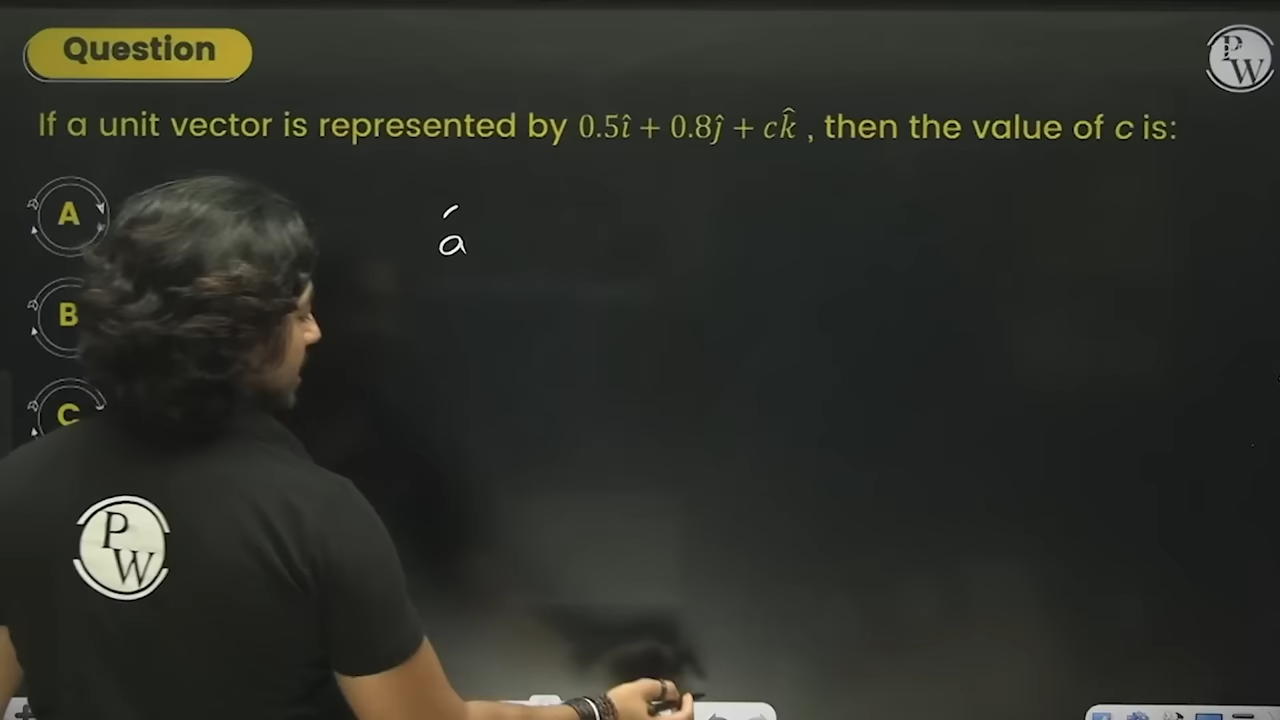 Question
P W
If a unit vector is represented by 0.5î + 0.8ĵ + ck̂ , then the value of c is:
A
a
B
C
P W